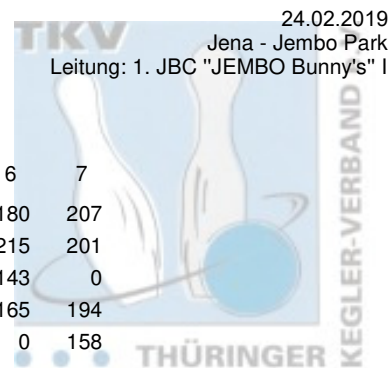 TKV
24.02.2019
Jena - Jembo Park
Leitung: 1. JBC "JEMBO Bunny's" I
6 7
180 207
215 201
143 0
165 194
0 158
THÜRINGER
KEGLER-VERBAND